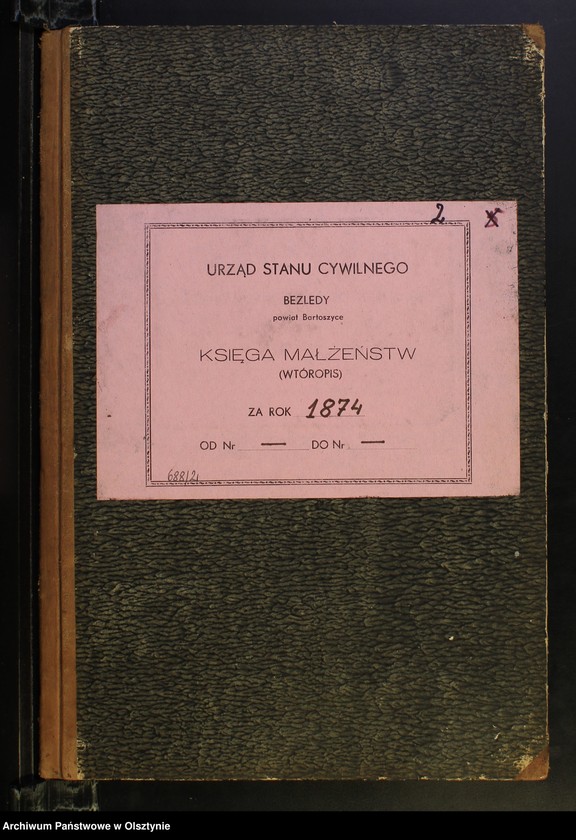 2 X
URZĄD STANU CYWILNEGO
BEZLEDY
powiat Bartoszyce
KSIĘGA MAŁŻEŃSTW
(WTÓROPIS)
ZA ROK 1874
OD Nr — DO Nr —
688/2
Archiwum Państwowe w Olsztynie